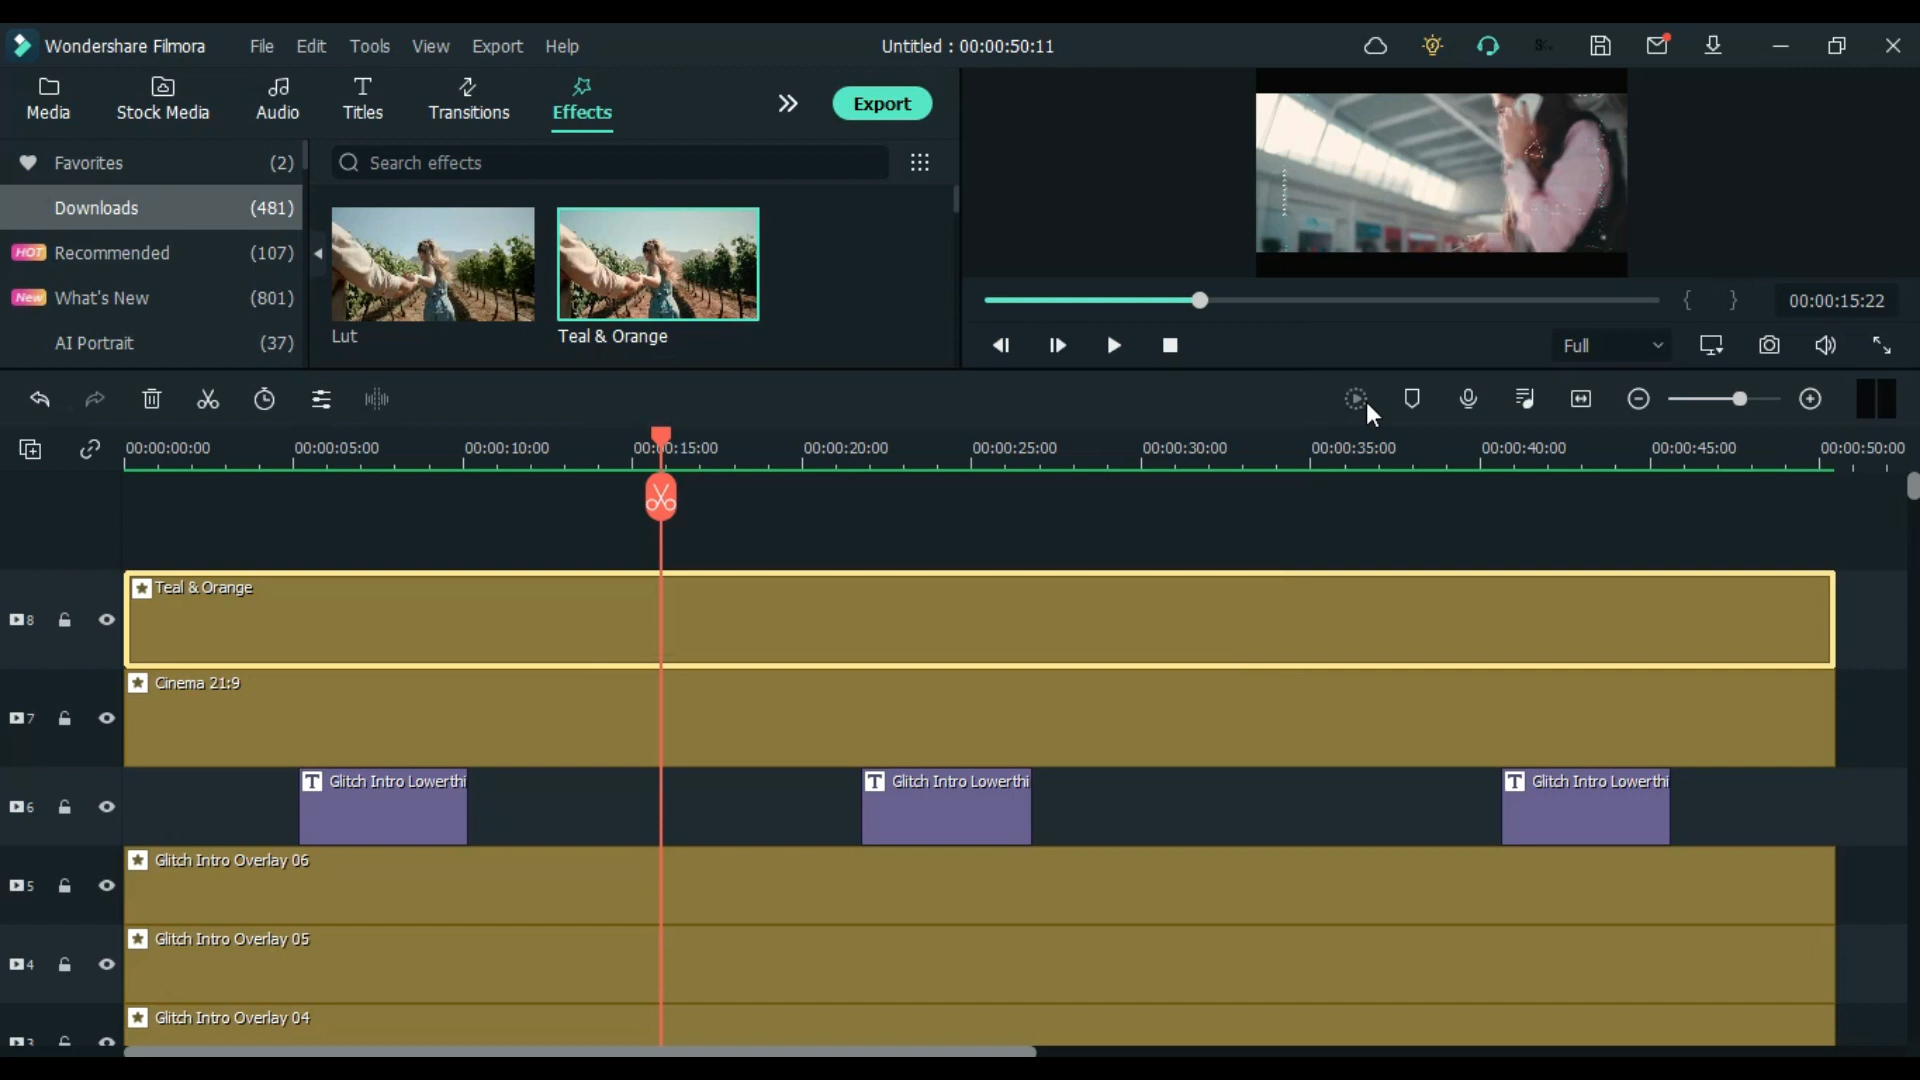 Wondershare Filmora File Edit Tools View Export Help Untitled : 00:00:50:11
Media Stock Media Audio Titles Transitions Effects Export
Favorites (2) Search effects
Downloads (481)
HOT Recommended (107)
New What's New (801)
AI Portrait (37)
Lut Teal & Orange
{ } 00:00:15:22
Full
00:00:00:00 00:00:05:00 00:00:10:00 00:00:15:00 00:00:20:00 00:00:25:00 00:00:30:00 00:00:35:00 00:00:40:00 00:00:45:00 00:00:50:00
Teal & Orange
8
Cinema 21:9
7
T Glitch Intro Lowerthi T Glitch Intro Lowerthi T Glitch Intro Lowerthi
6
Glitch Intro Overlay 06
5
Glitch Intro Overlay 05
4
Glitch Intro Overlay 04
3